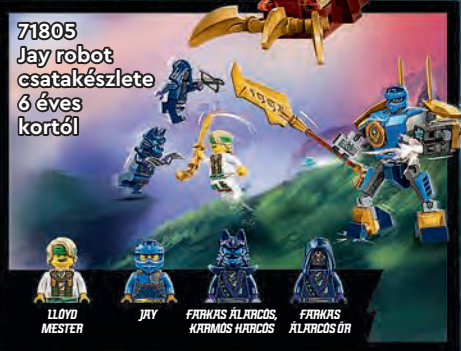 71805
Jay robot
csatakészlete
6 éves
kortól
LLOYD
MESTER
JAY
FARKAS ÁLARCOS,
KARMOS HARCOS
FARKAS
ÁLARCOS ŐR